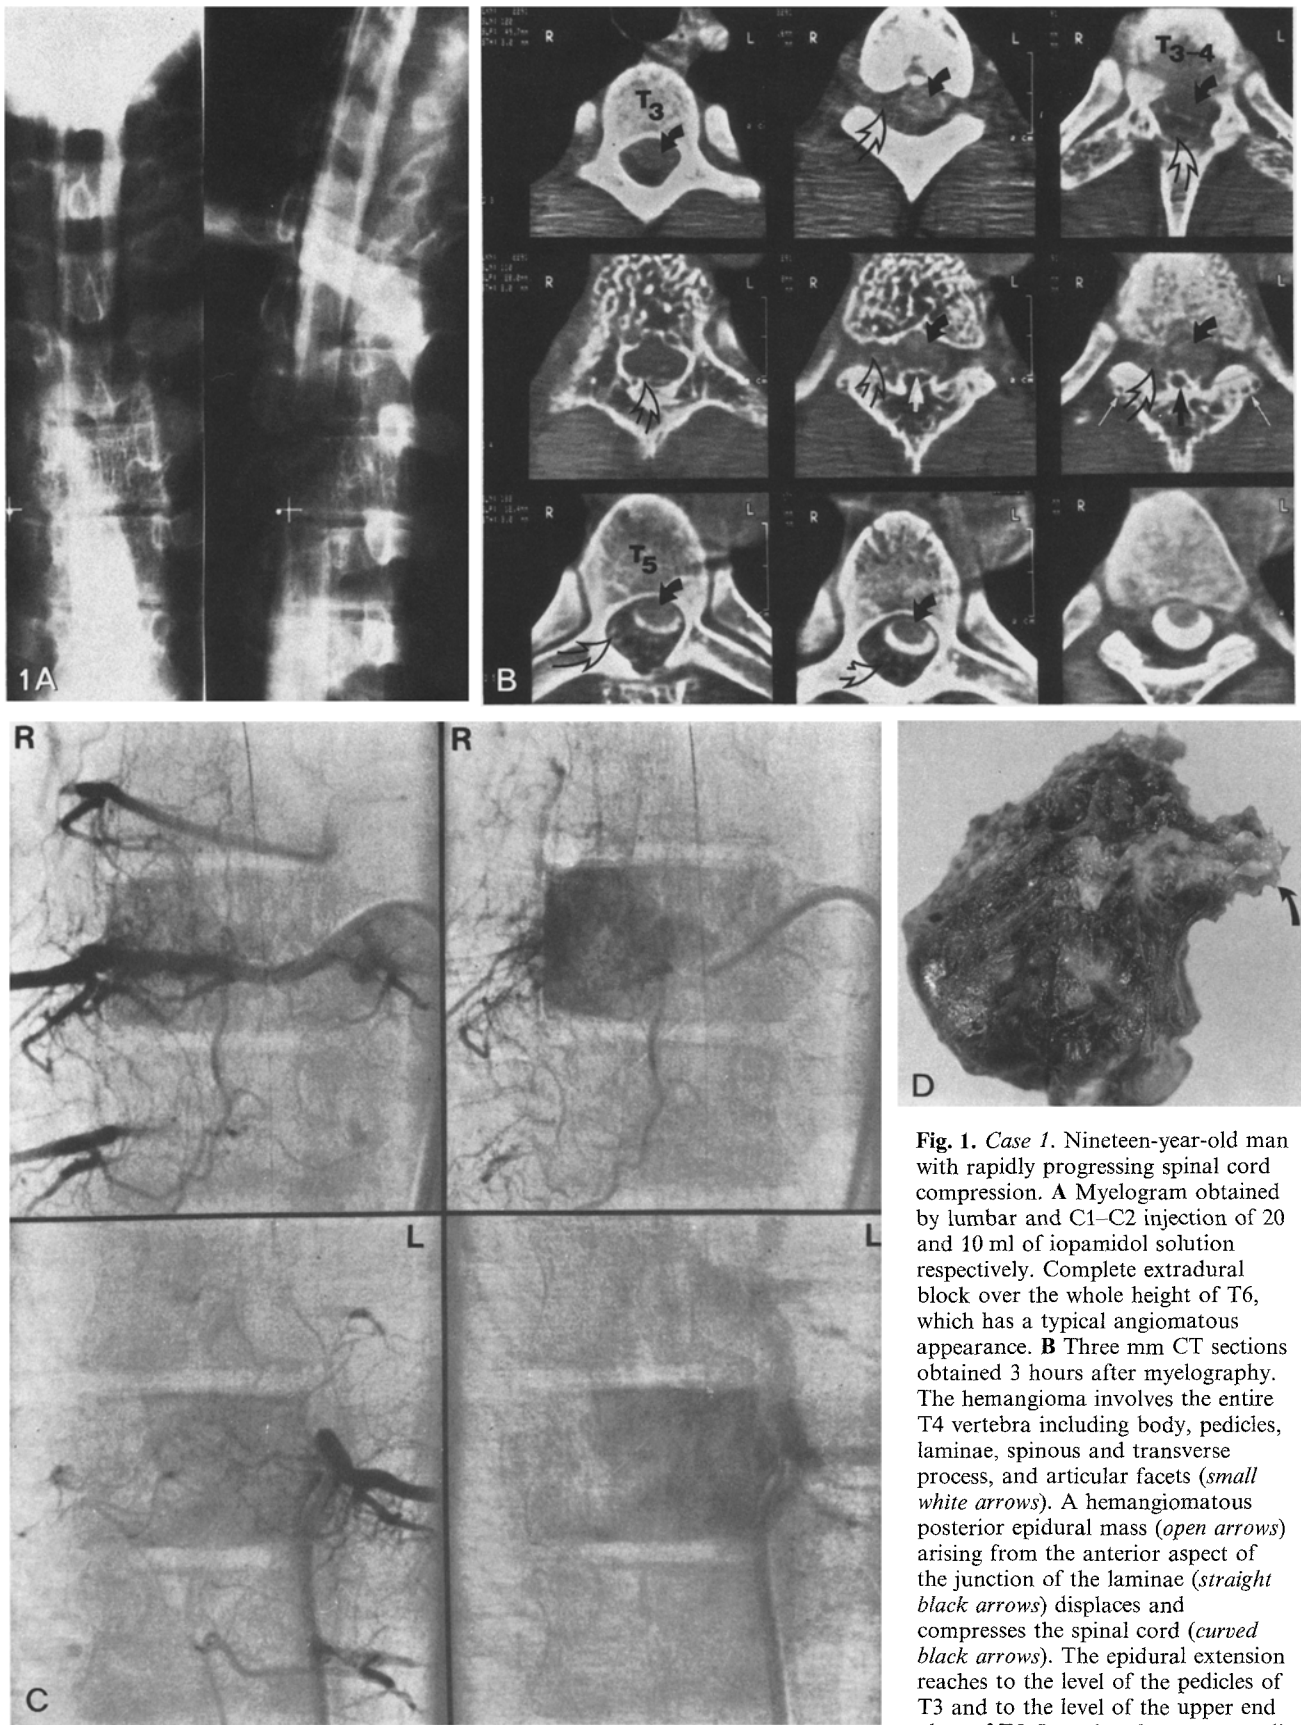 1A
R
L
T3
R
L
R
L
T3-4
R
L
R
L
R
L
R
L
T5
R
L
R
L
B
R
R
L
L
C
D
Fig. 1. Case 1. Nineteen-year-old man
with rapidly progressing spinal cord
compression. A Myelogram obtained
by lumbar and C1–C2 injection of 20
and 10 ml of iopamidol solution
respectively. Complete extradural
block over the whole height of T6,
which has a typical angiomatous
appearance. B Three mm CT sections
obtained 3 hours after myelography.
The hemangioma involves the entire
T4 vertebra including body, pedicles,
laminae, spinous and transverse
process, and articular facets (small
white arrows). A hemangiomatous
posterior epidural mass (open arrows)
arising from the anterior aspect of
the junction of the laminae (straight
black arrows) displaces and
compresses the spinal cord (curved
black arrows). The epidural extension
reaches to the level of the pedicles of
T3 and to the level of the upper end